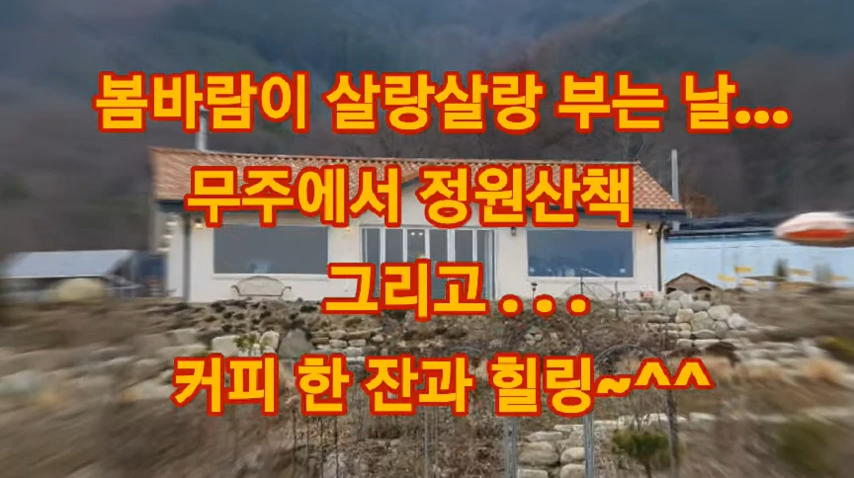 봄바람이 살랑살랑 부는 날...
무주에서 정원산책
그리고 . . .
커피 한 잔과 힐링~^^